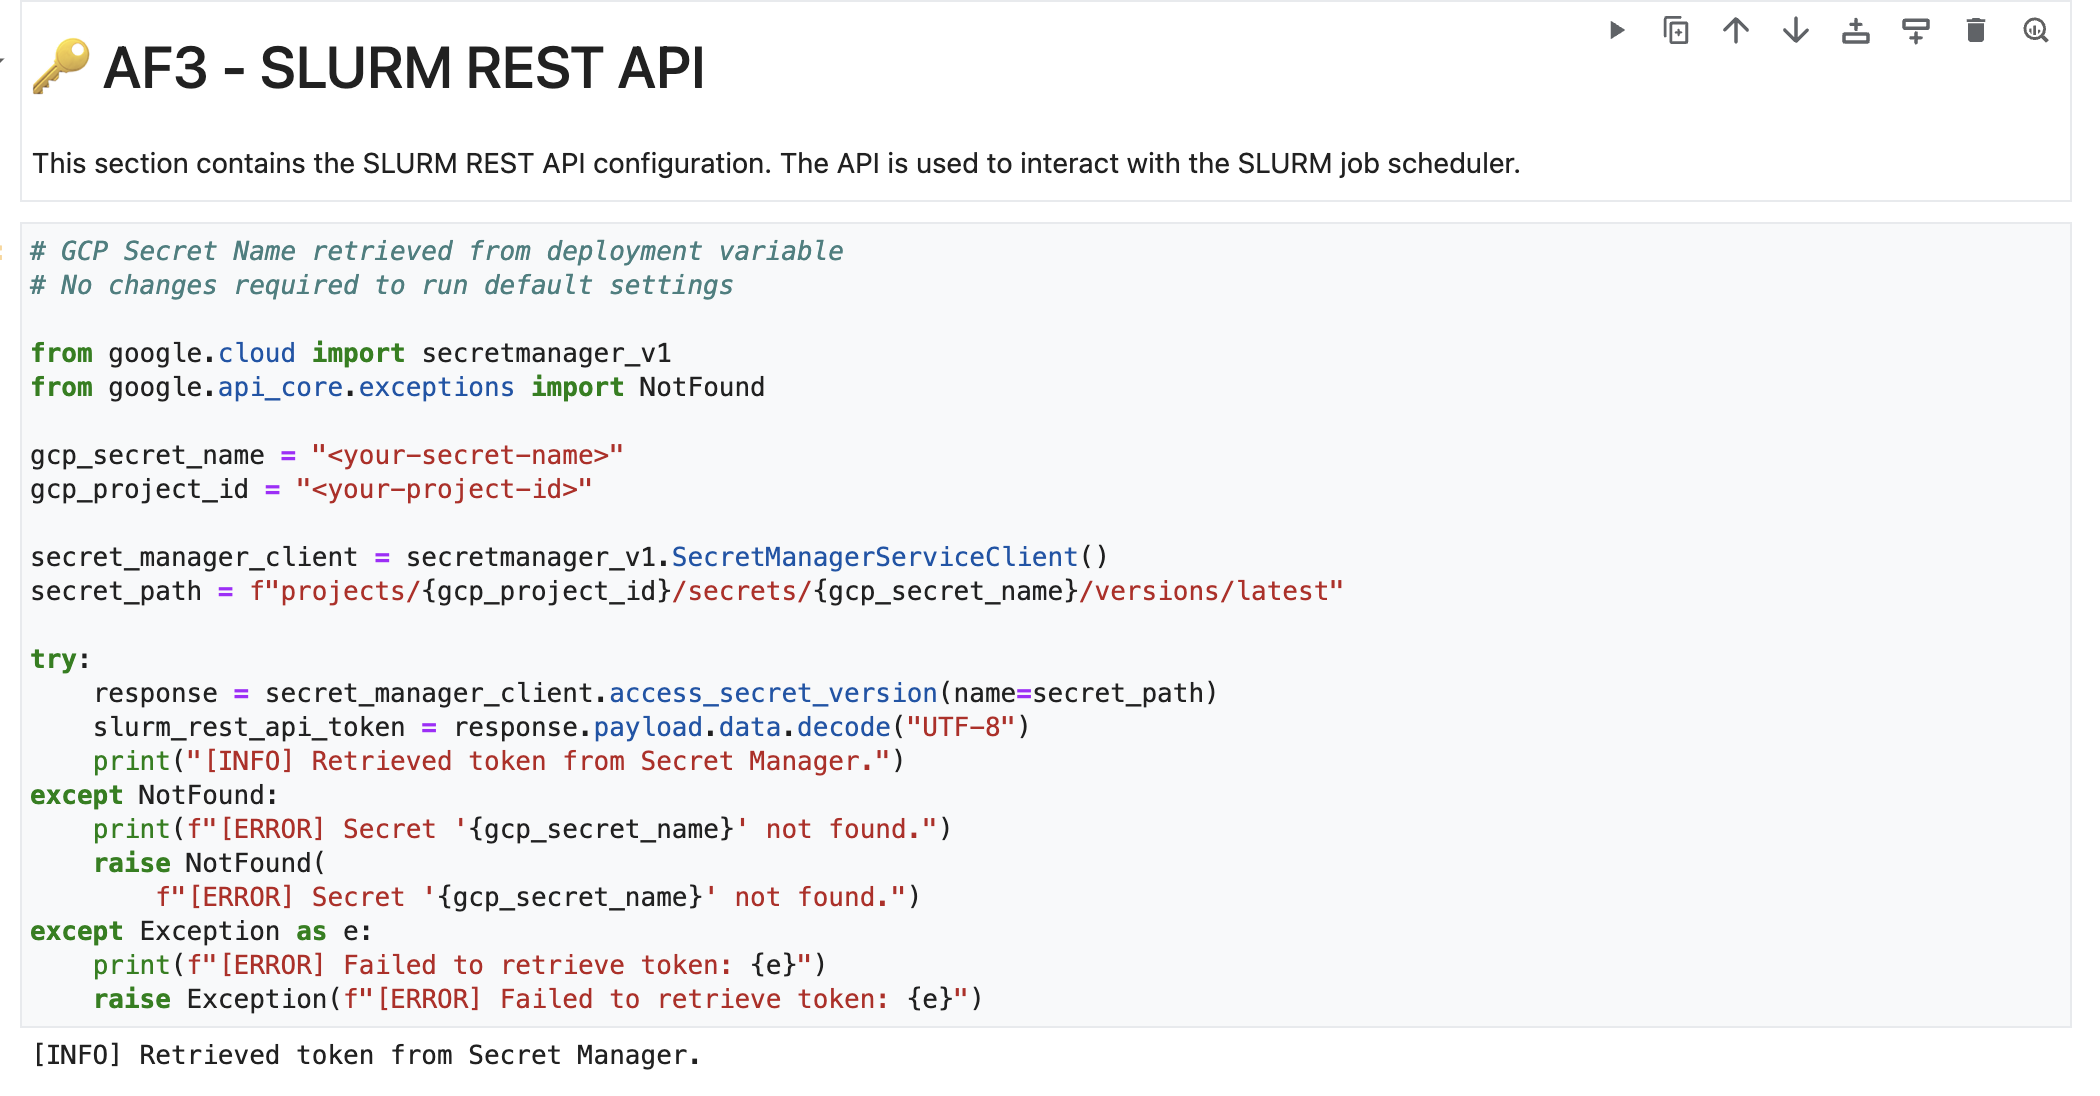 🔑 AF3 - SLURM REST API
This section contains the SLURM REST API configuration. The API is used to interact with the SLURM job scheduler.
# GCP Secret Name retrieved from deployment variable
# No changes required to run default settings

from google.cloud import secretmanager_v1
from google.api_core.exceptions import NotFound

gcp_secret_name = "<your-secret-name>"
gcp_project_id = "<your-project-id>"

secret_manager_client = secretmanager_v1.SecretManagerServiceClient()
secret_path = f"projects/{gcp_project_id}/secrets/{gcp_secret_name}/versions/latest"

try:
    response = secret_manager_client.access_secret_version(name=secret_path)
    slurm_rest_api_token = response.payload.data.decode("UTF-8")
    print("[INFO] Retrieved token from Secret Manager.")
except NotFound:
    print(f"[ERROR] Secret '{gcp_secret_name}' not found.")
    raise NotFound(
        f"[ERROR] Secret '{gcp_secret_name}' not found.")
except Exception as e:
    print(f"[ERROR] Failed to retrieve token: {e}")
    raise Exception(f"[ERROR] Failed to retrieve token: {e}")
[INFO] Retrieved token from Secret Manager.